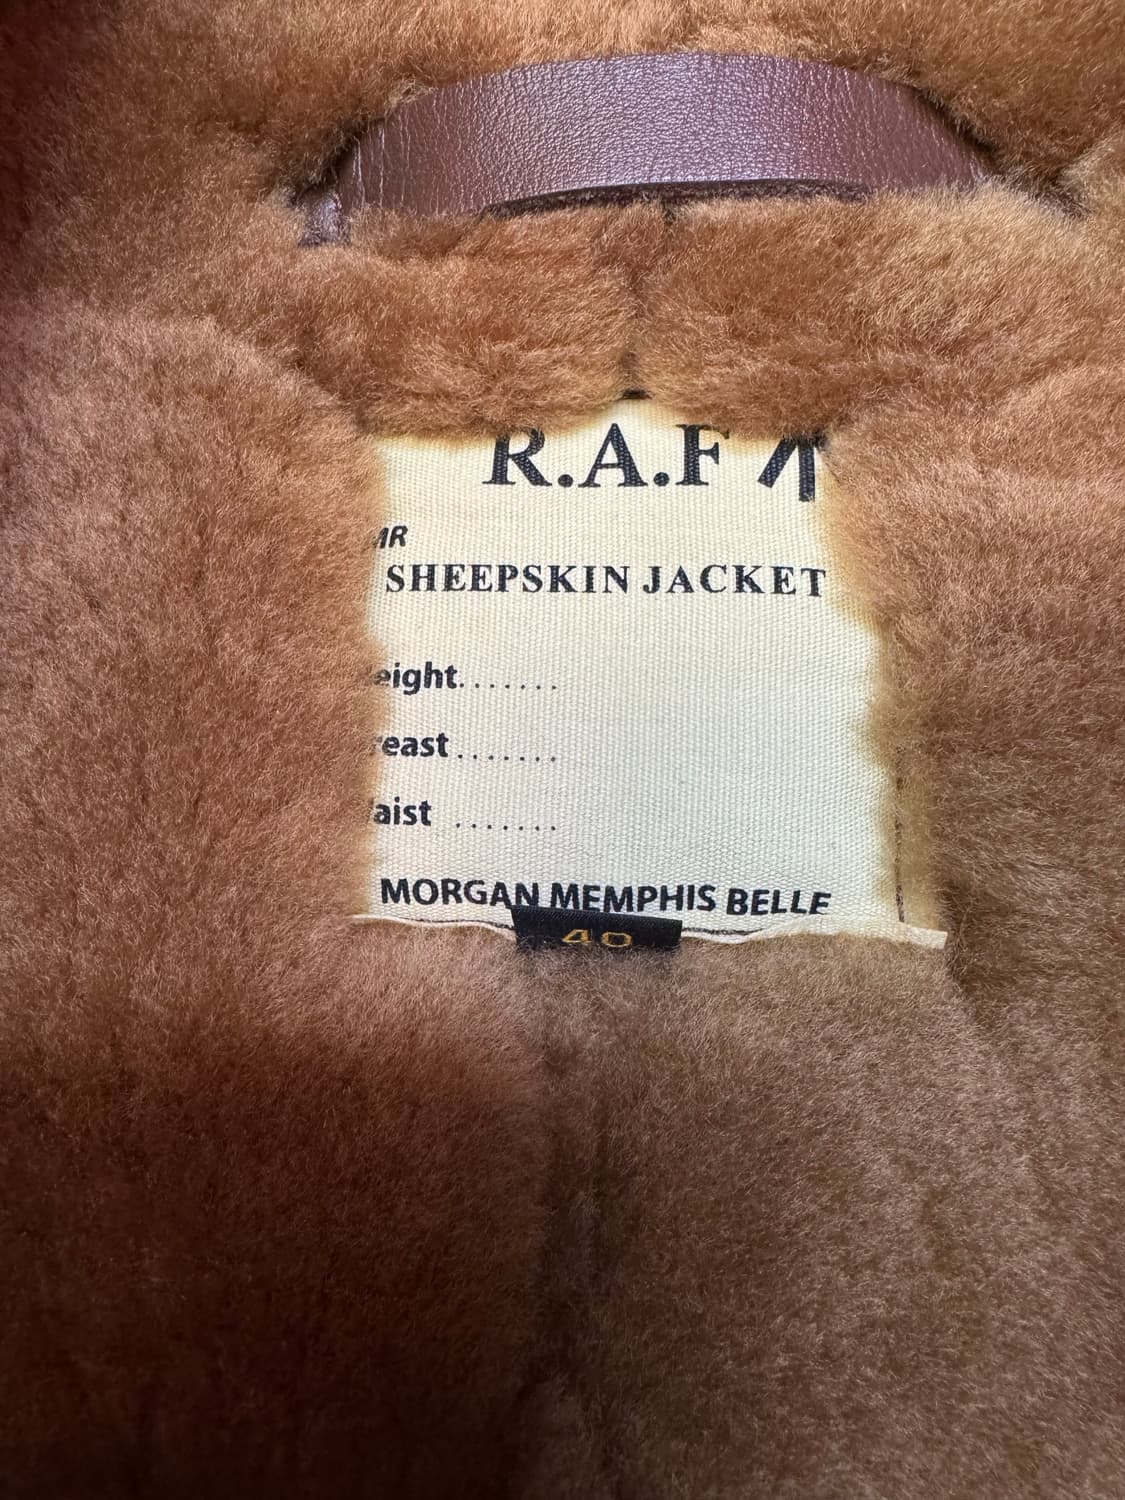 R.A.F
MR
SHEEPSKIN JACKET
eight.......
reast.......
aist .......
MORGAN MEMPHIS BELLE
40